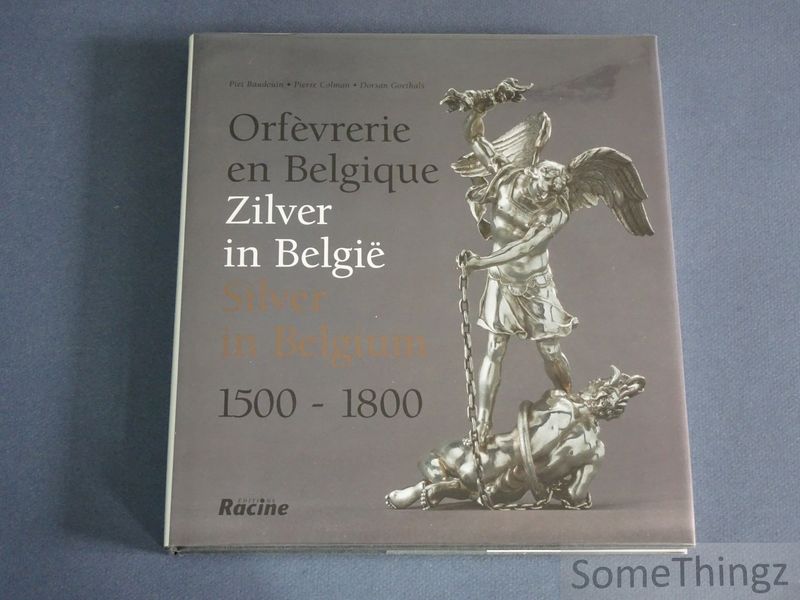 Piet Baudouin • Pierre Colman • Dorsan Goethals
Orfèvrerie
en Belgique
Zilver
in België
Silver
in Belgium
1500 - 1800
EDITIONS
Racine
SomeThingz